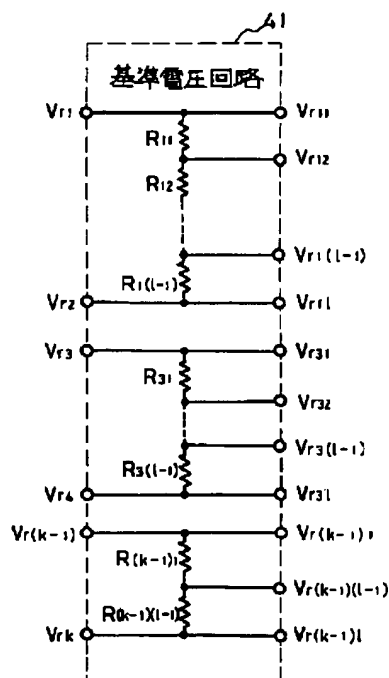 41
基準電圧回路
Vr1 Vr11
R11
Vr12
R12
Vr1(l-1)
R1(l-1)
Vr2 Vr1l
Vr3 Vr31
R31
Vr32
Vr3(l-1)
R3(l-1)
Vr4 Vr3l
Vr(k-1) Vr(k-1)1
R(k-1)1
Vr(k-1)(l-1)
R(k-1)(l-1)
Vrk Vr(k-1)l